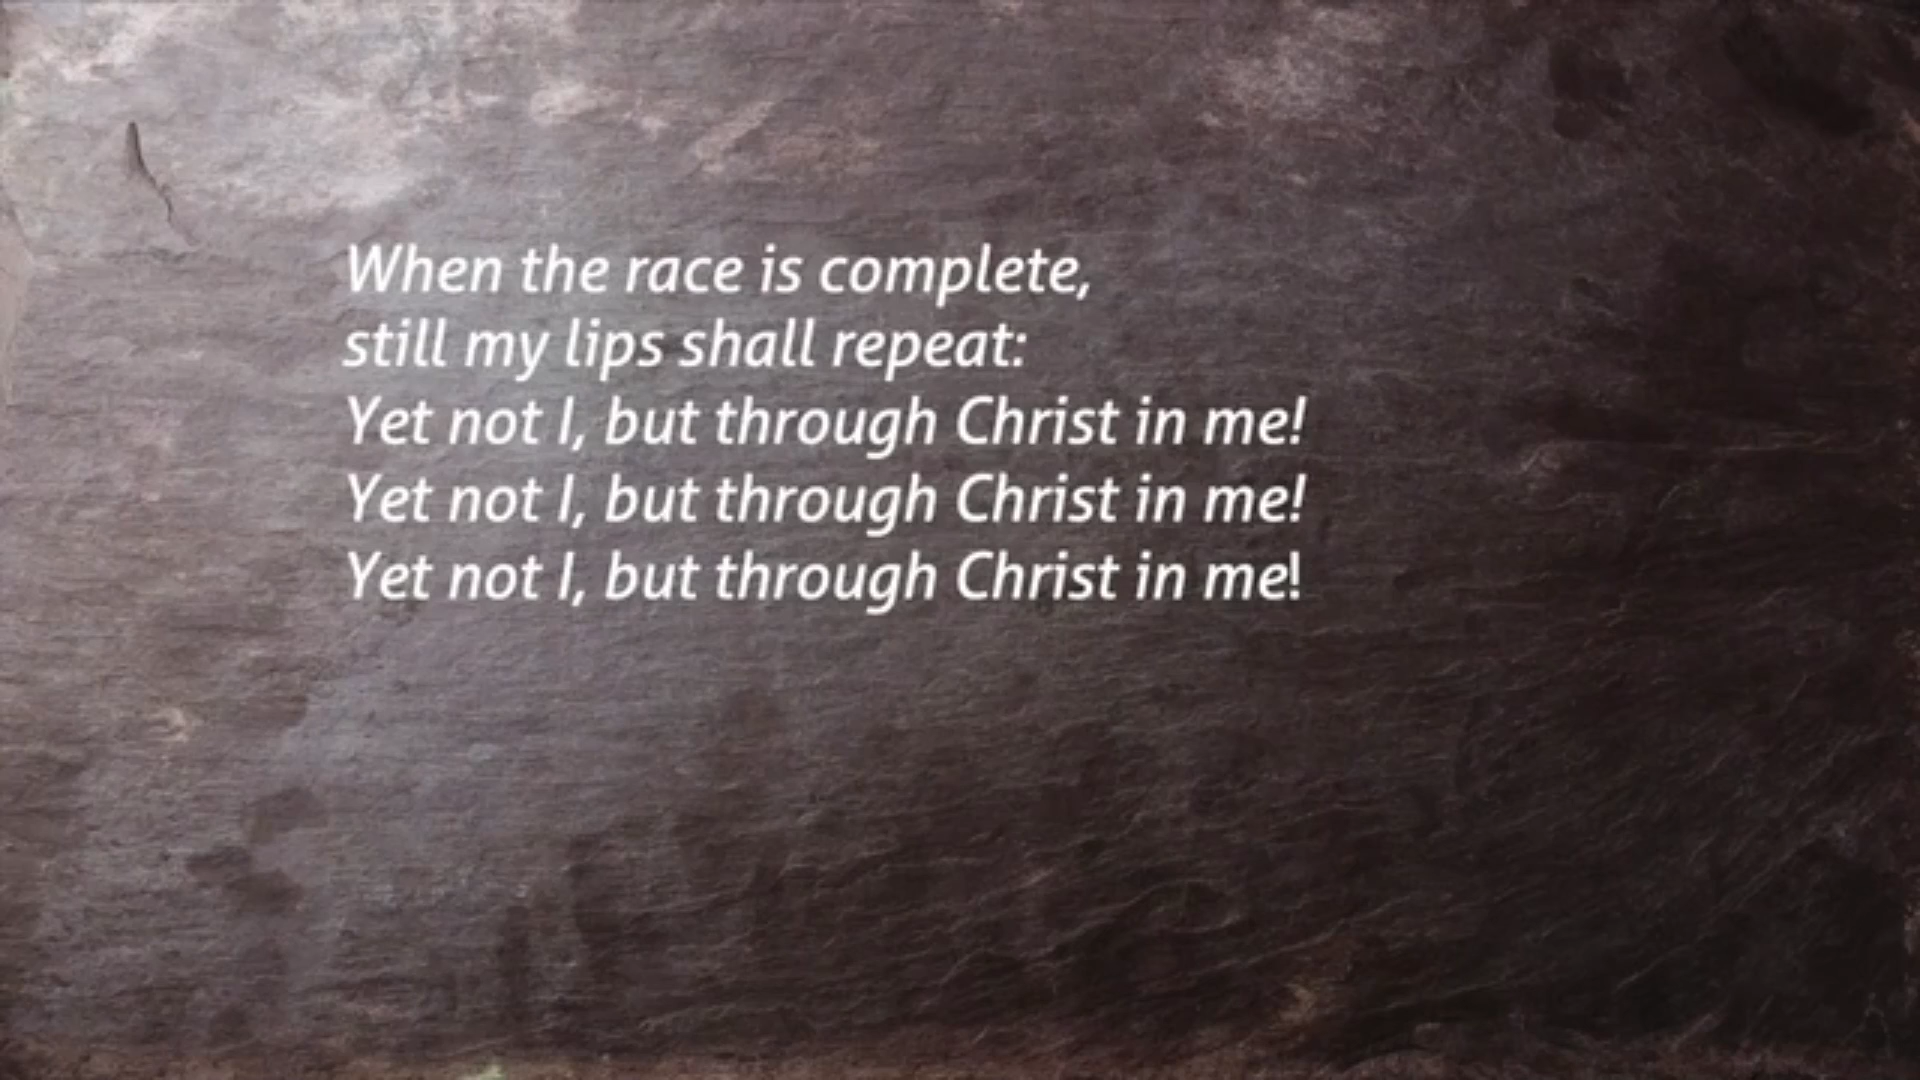 When the race is complete,
still my lips shall repeat:
Yet not I, but through Christ in me!
Yet not I, but through Christ in me!
Yet not I, but through Christ in me!